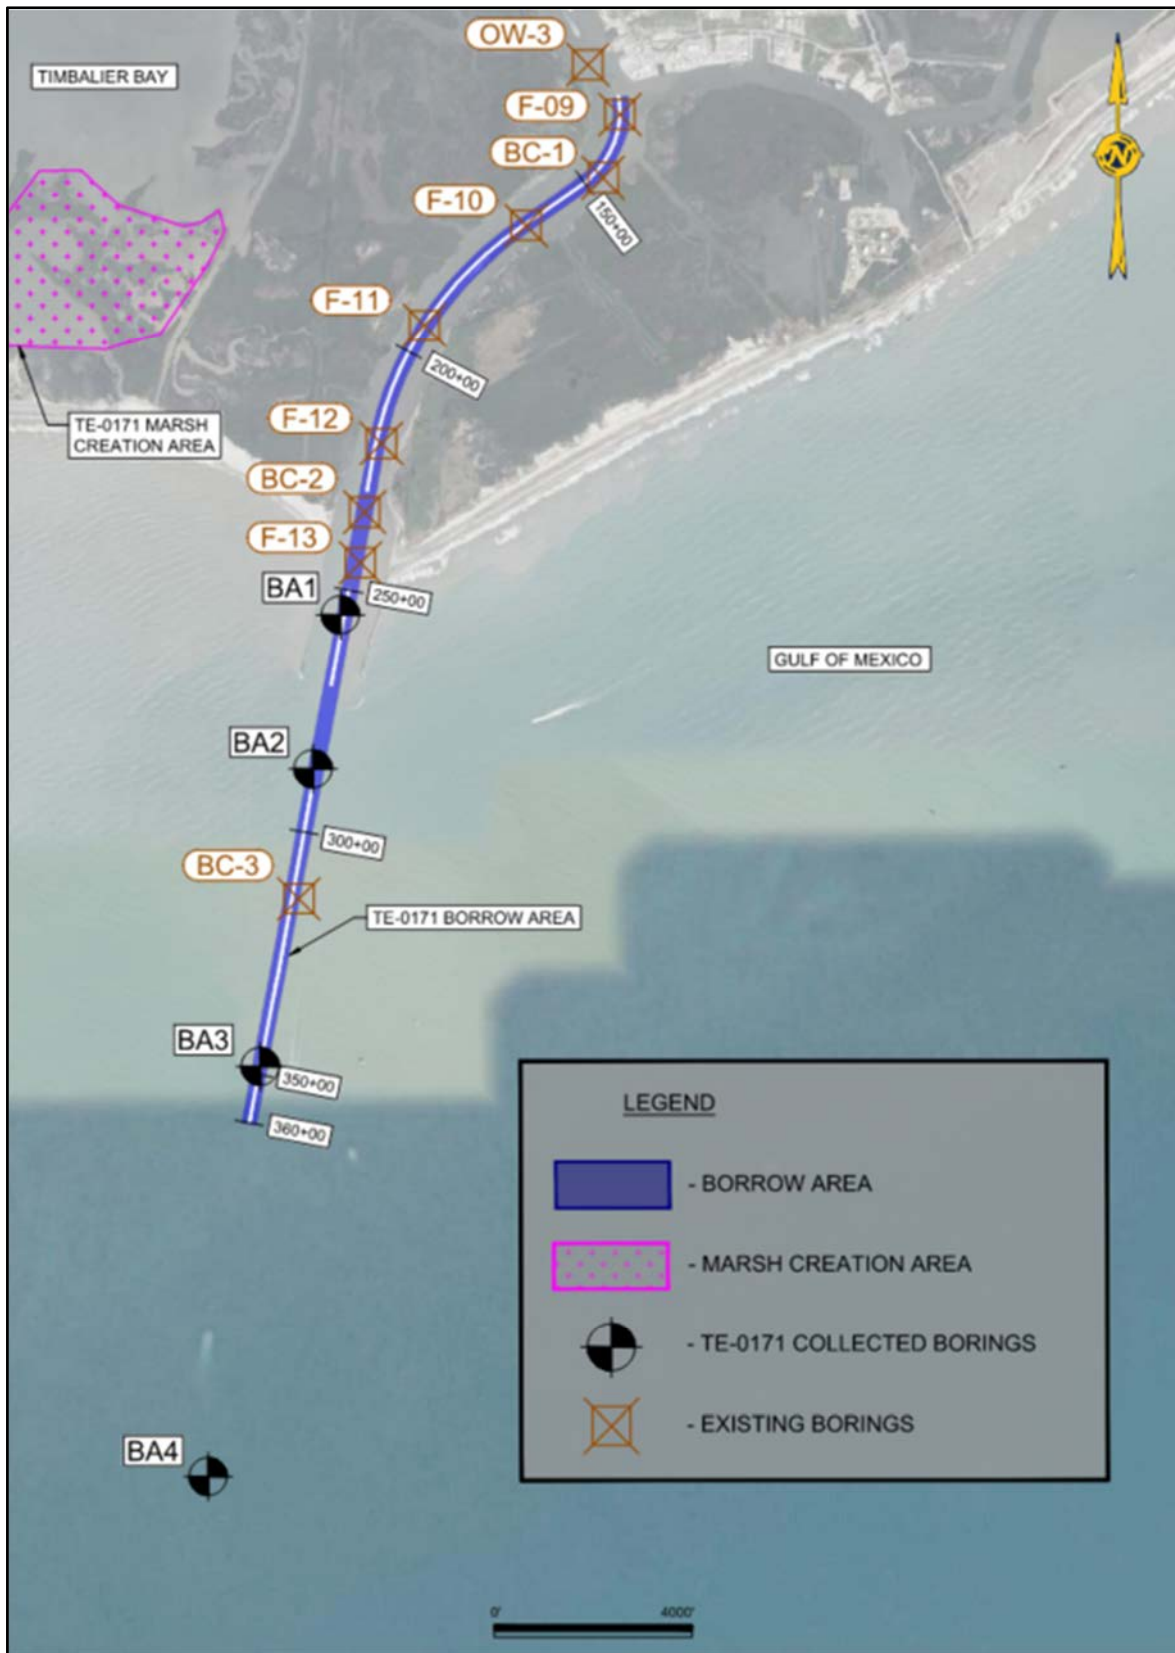 OW-3
TIMBALIER BAY
F-09
BC-1
N
F-10
150+00
F-11
200+00
TE-0171 MARSH
CREATION AREA
F-12
BC-2
F-13
BA1
250+00
GULF OF MEXICO
BA2
300+00
BC-3
TE-0171 BORROW AREA
BA3
350+00
360+00
LEGEND
- BORROW AREA
- MARSH CREATION AREA
- TE-0171 COLLECTED BORINGS
- EXISTING BORINGS
BA4
0' 4000'